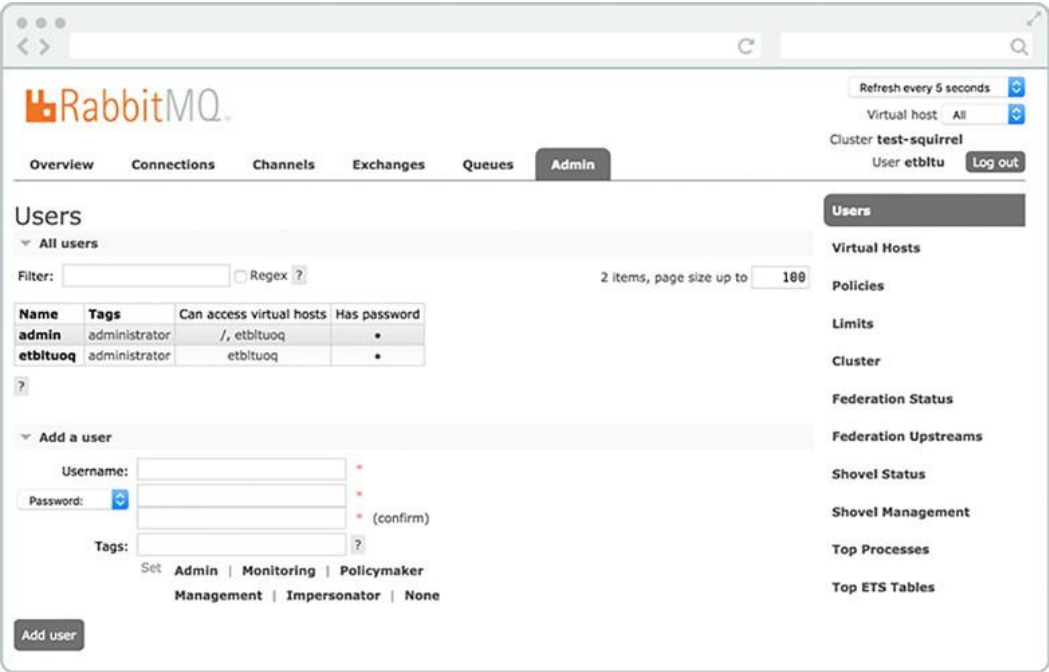 RabbitMQ
Refresh every 5 seconds
Virtual host All
Cluster test-squirrel
User etbltu Log out
Overview Connections Channels Exchanges Queues Admin
Users
All users
Filter: Regex ? 2 items, page size up to 100
Name Tags Can access virtual hosts Has password
admin administrator /, etbltuoq •
etbltuoq administrator etbltuoq •
?
Add a user
Username: *
Password: *
* (confirm)
Tags: ?
Set Admin | Monitoring | Policymaker
Management | Impersonator | None
Add user
Users
Virtual Hosts
Policies
Limits
Cluster
Federation Status
Federation Upstreams
Shovel Status
Shovel Management
Top Processes
Top ETS Tables